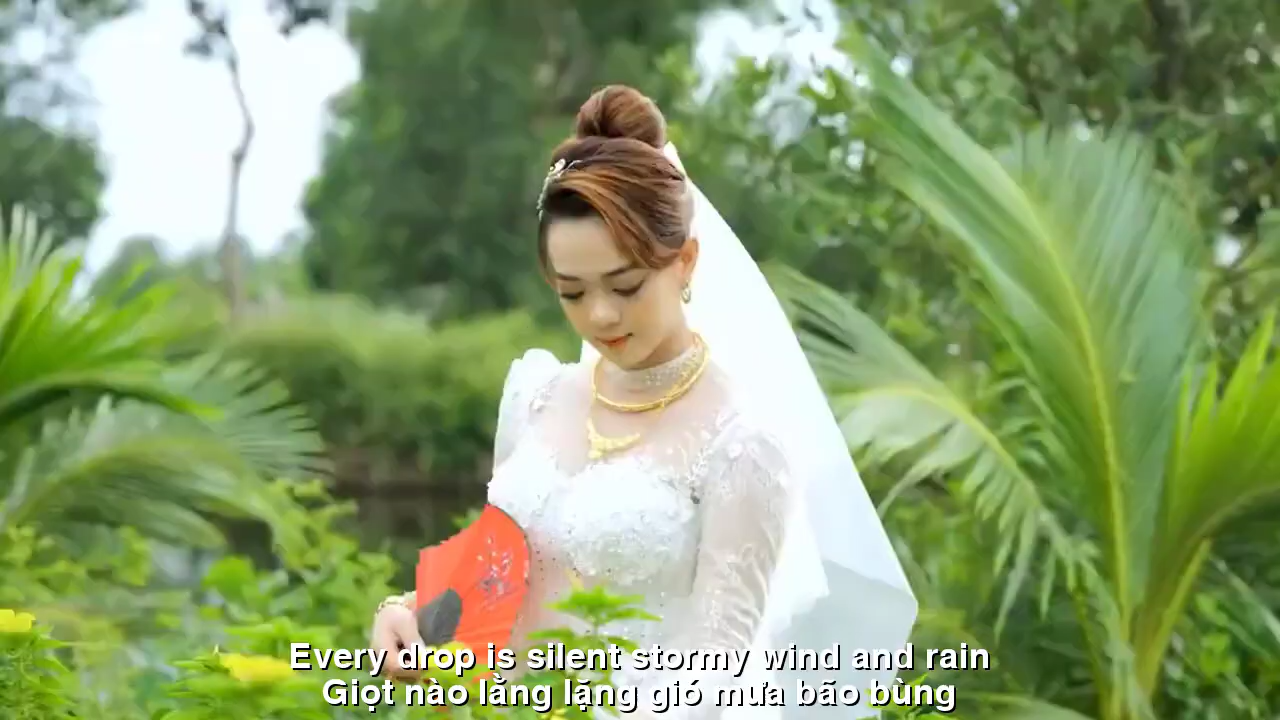 Every drop is silent stormy wind and rain
Giọt nào lằng lặng gió mưa bão bùng